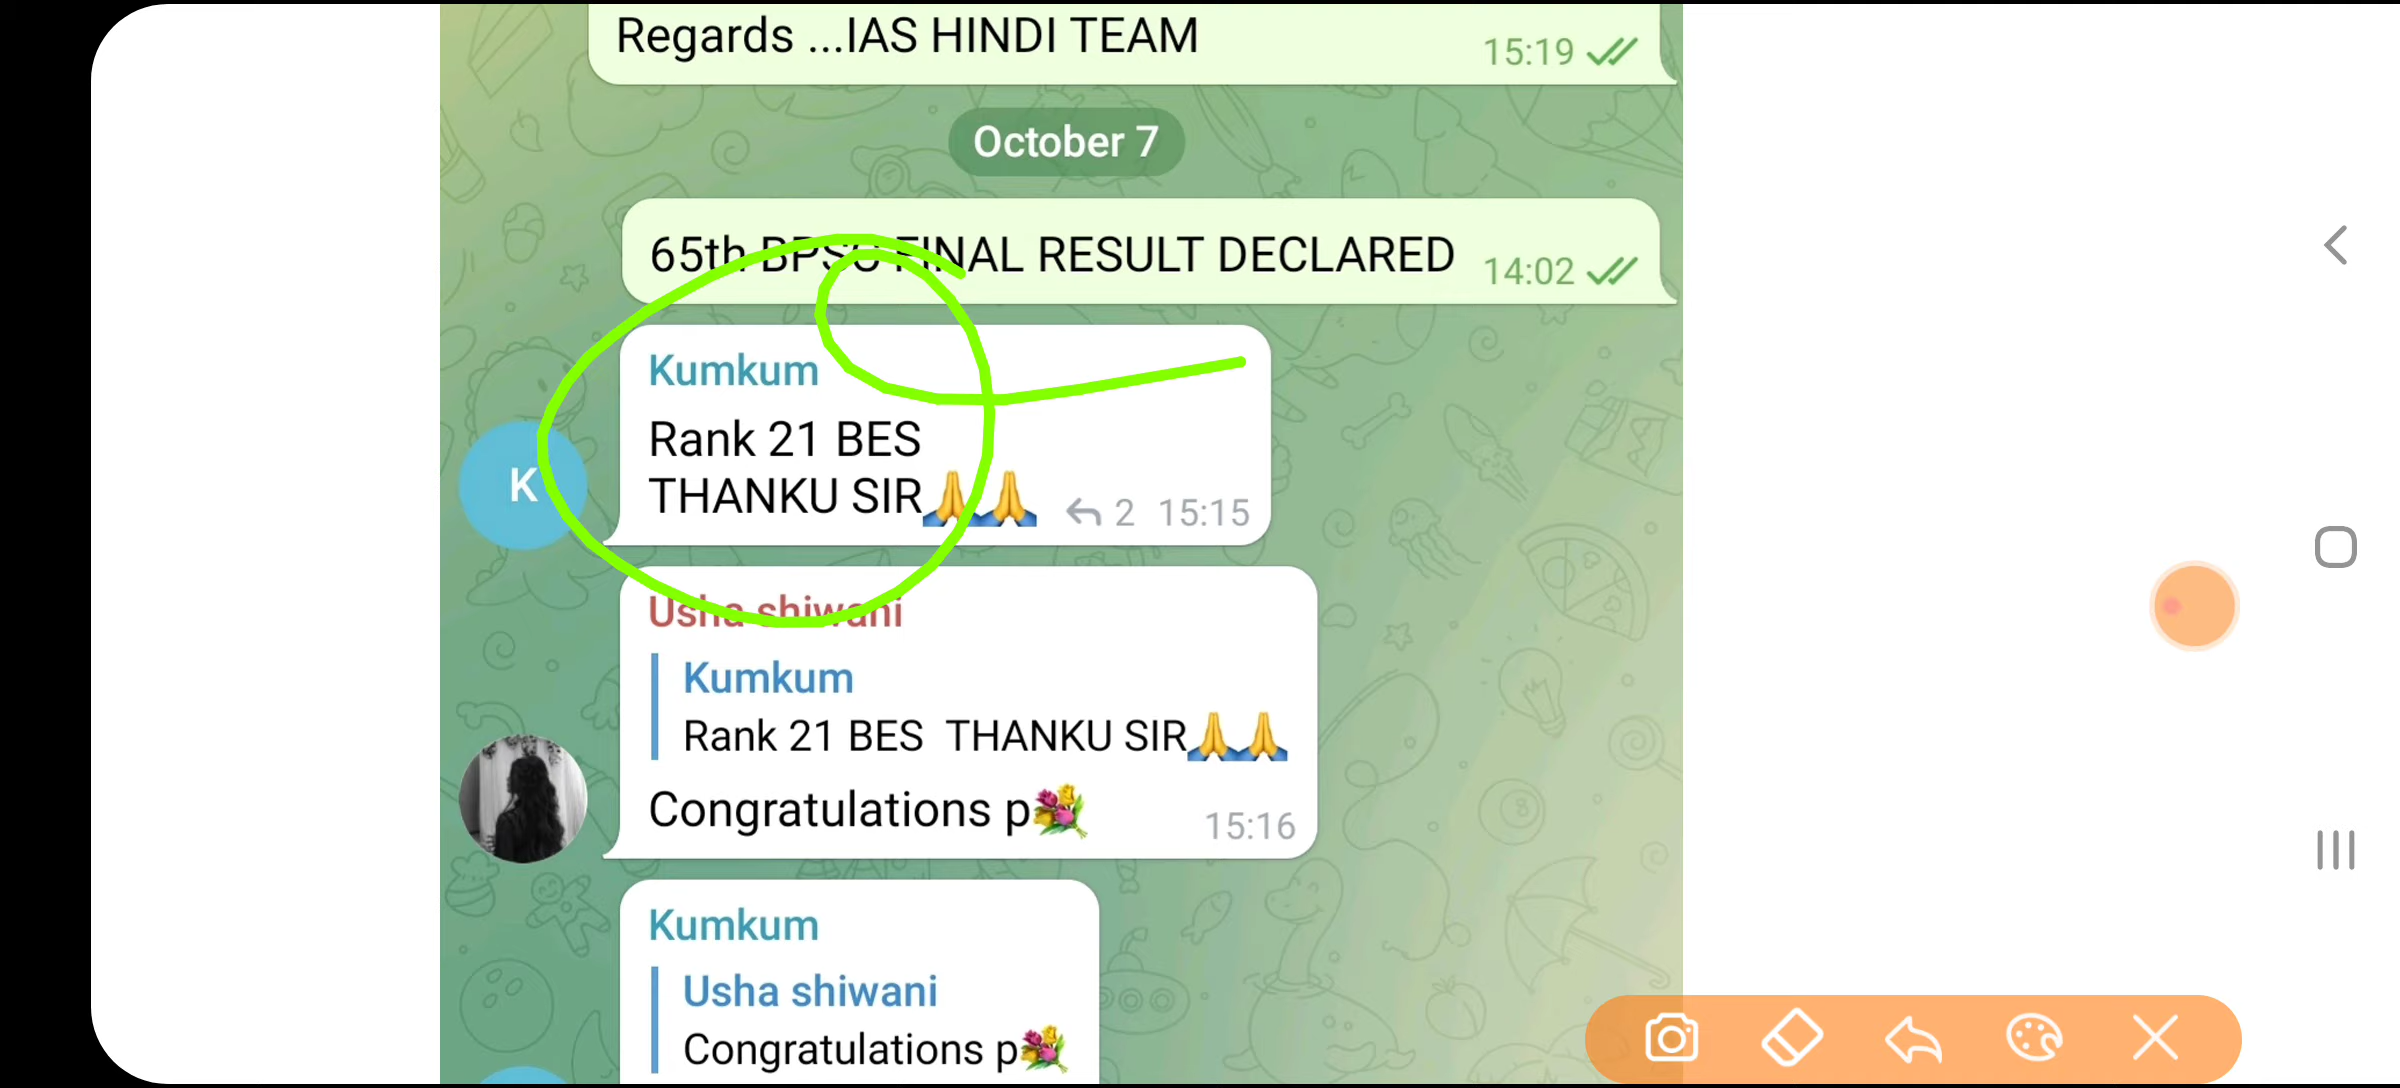 Regards ...IAS HINDI TEAM
15:19
October 7
65th BPSC FINAL RESULT DECLARED
14:02
Kumkum
Rank 21 BES
THANKU SIR🙏🙏
2 15:15
K
Usha shiwani
Kumkum
Rank 21 BES THANKU SIR🙏🙏
Congratulations p💐
15:16
Kumkum
Usha shiwani
Congratulations p💐